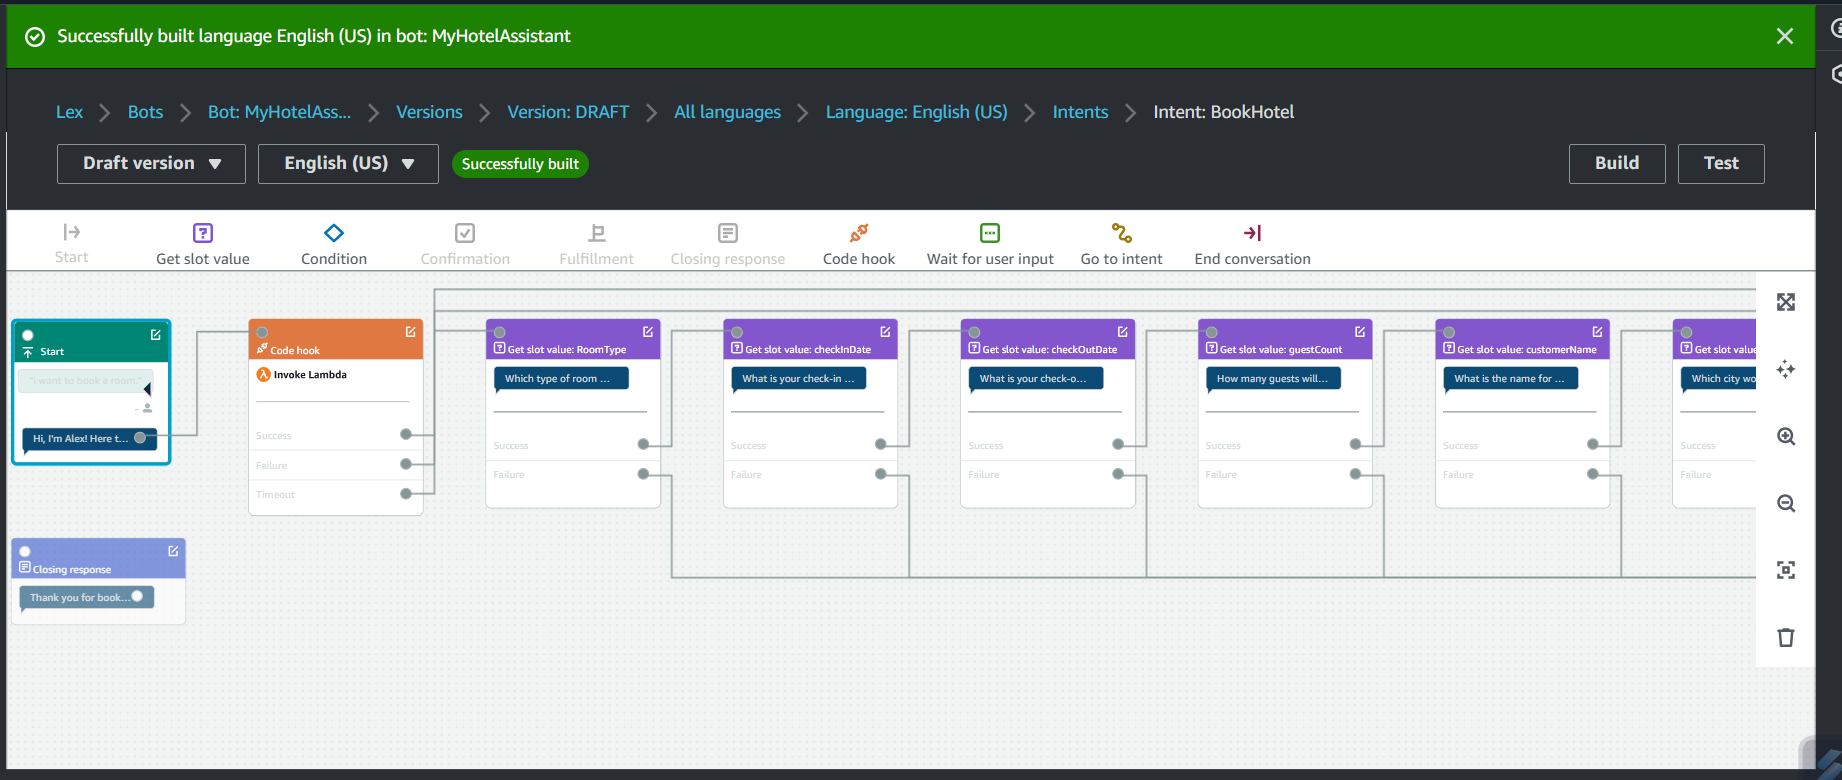 Successfully built language English (US) in bot: MyHotelAssistant
Lex Bots Bot: MyHotelAss... Versions Version: DRAFT All languages Language: English (US) Intents Intent: BookHotel
Draft version English (US) Successfully built Build Test
Start Get slot value Condition Confirmation Fulfillment Closing response Code hook Wait for user input Go to intent End conversation
Start
"I want to book a room."
-
Hi, I'm Alex! Here t...
Code hook
Invoke Lambda
Success
Failure
Timeout
Get slot value: RoomType
Which type of room ...
Success
Failure
Get slot value: checkInDate
What is your check-in ...
Success
Failure
Get slot value: checkOutDate
What is your check-o...
Success
Failure
Get slot value: guestCount
How many guests will...
Success
Failure
Get slot value: customerName
What is the name for ...
Success
Failure
Get slot value
Which city wo
Success
Failure
Closing response
Thank you for book...